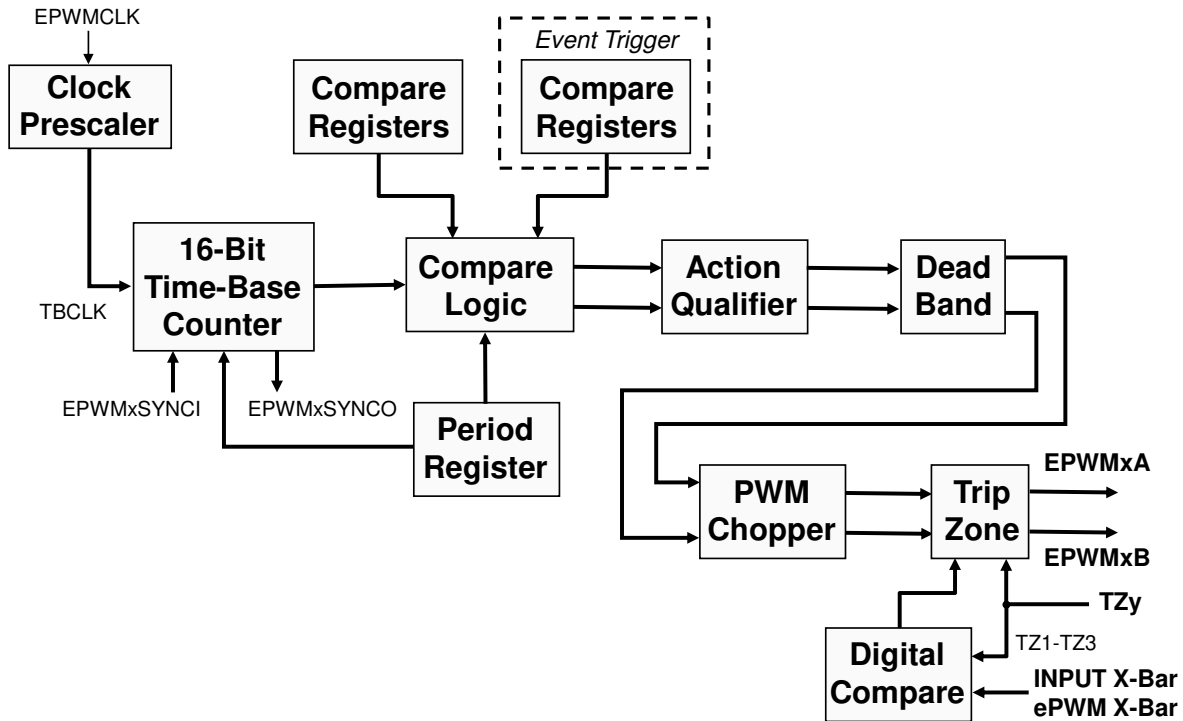 EPWMCLK
Clock
Prescaler
Compare
Registers
Event Trigger
Compare
Registers
16-Bit
Time-Base
Counter
TBCLK
Compare
Logic
Action
Qualifier
Dead
Band
EPWMxSYNCI
EPWMxSYNCO
Period
Register
PWM
Chopper
Trip
Zone
EPWMxA
EPWMxB
TZy
TZ1-TZ3
Digital
Compare
INPUT X-Bar
ePWM X-Bar